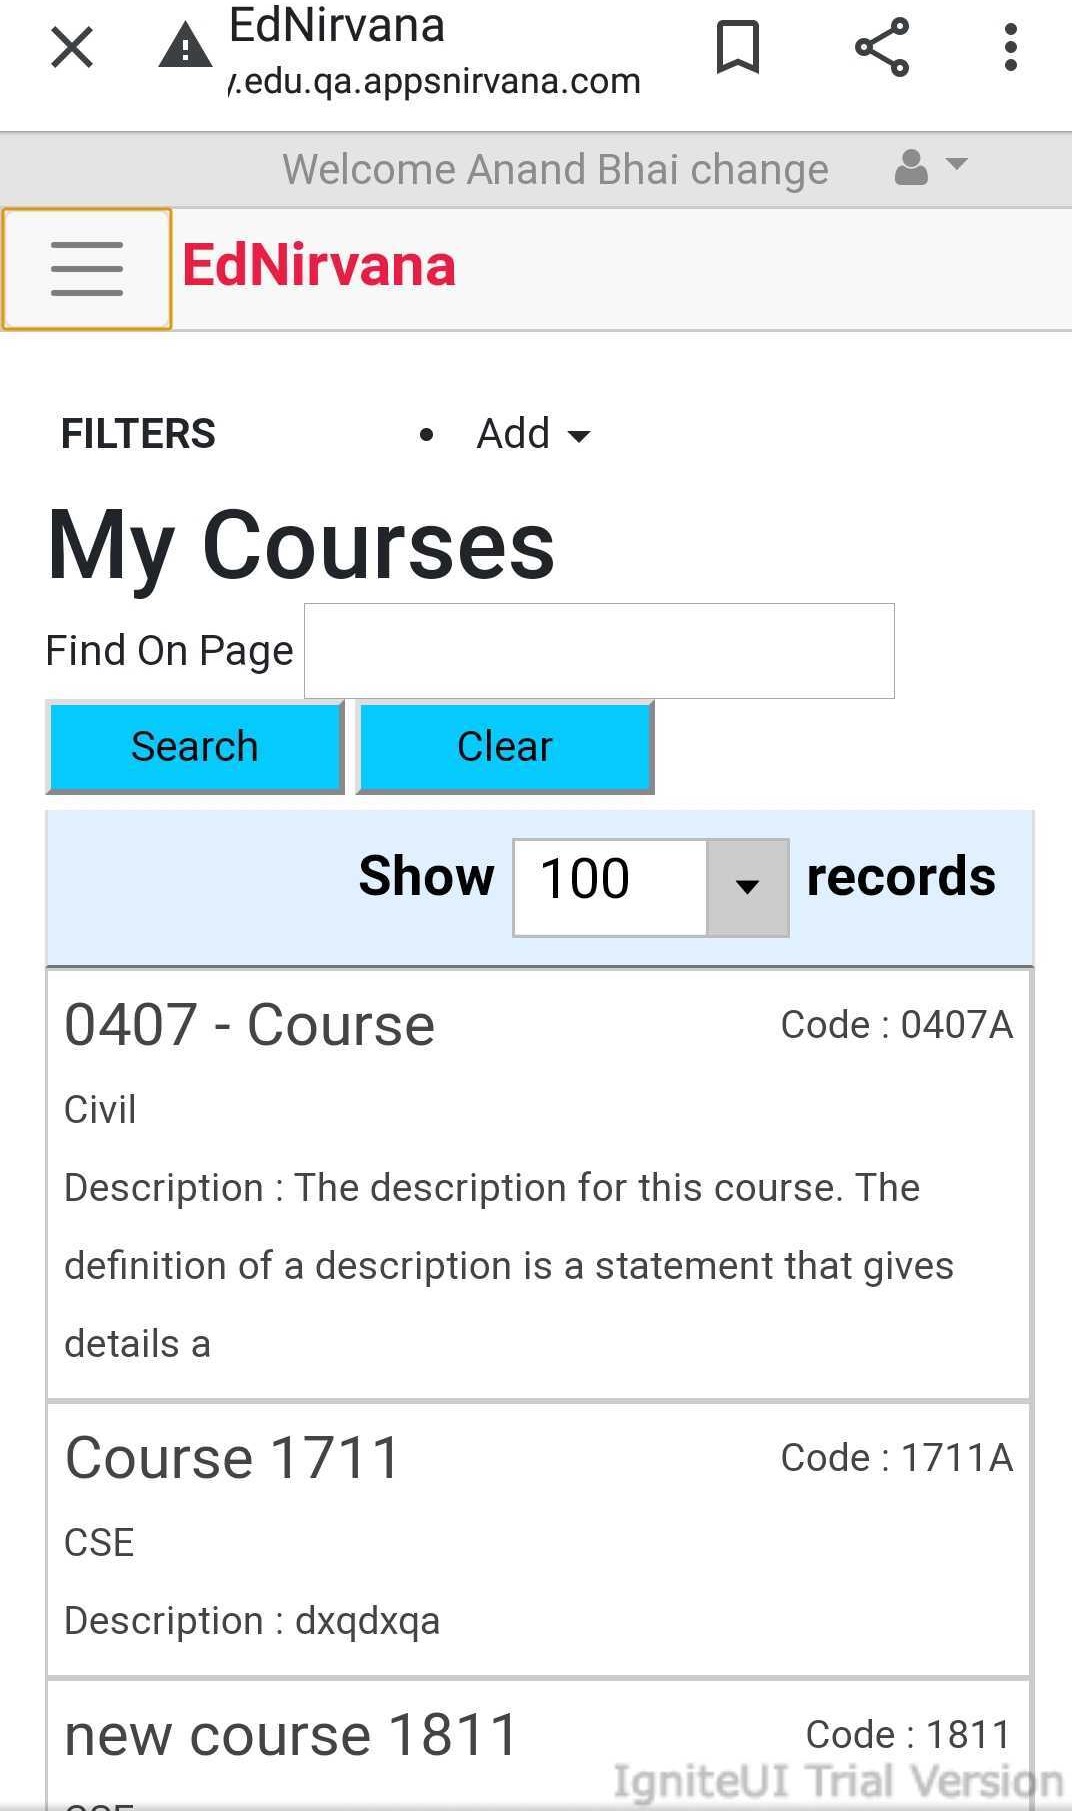 EdNirvana
.edu.qa.appsnirvana.com
Welcome Anand Bhai change
EdNirvana
FILTERS • Add
My Courses
Find On Page
Search Clear
Show 100 records
0407 - Course Code : 0407A
Civil
Description : The description for this course. The
definition of a description is a statement that gives
details a
Course 1711 Code : 1711A
CSE
Description : dxqdxqa
new course 1811 Code : 1811
IgniteUI Trial Version